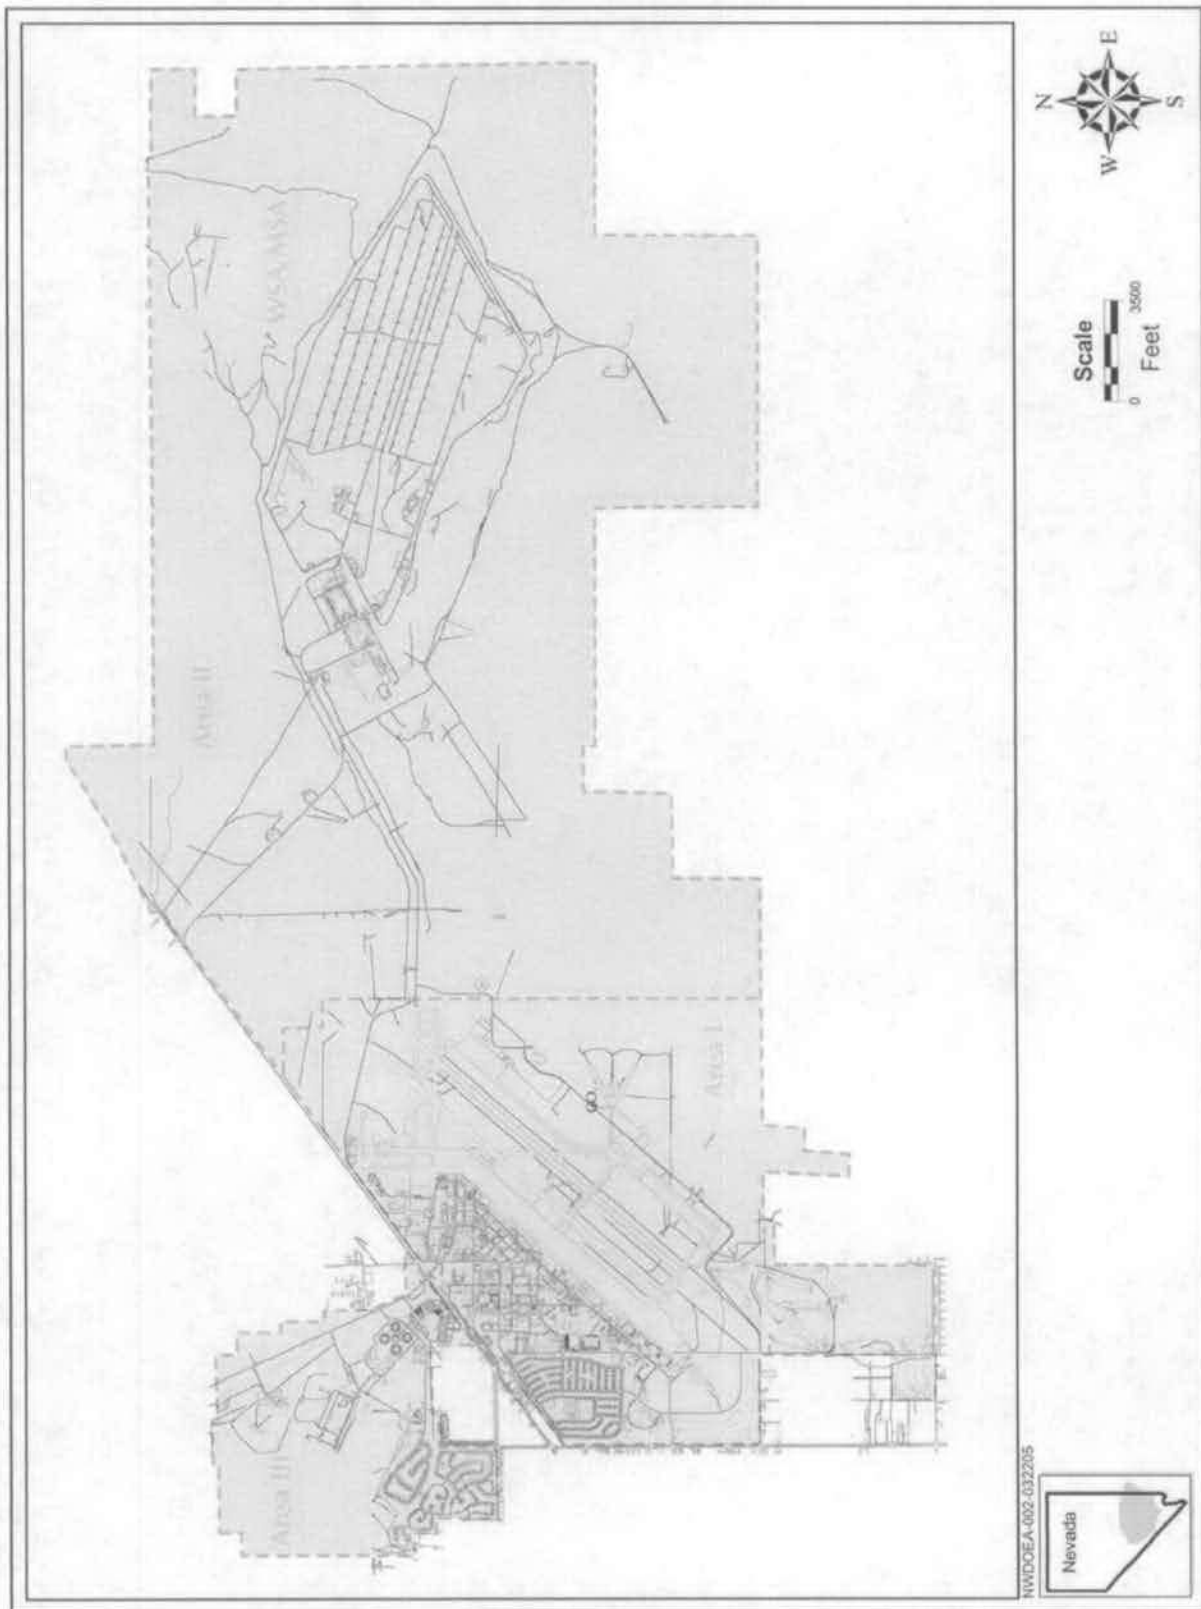 WSA/MSA
Area II
Area I
Area III
N
E
W
S
Scale
0
3500
Feet
NWDOEA-002-032205
Nevada